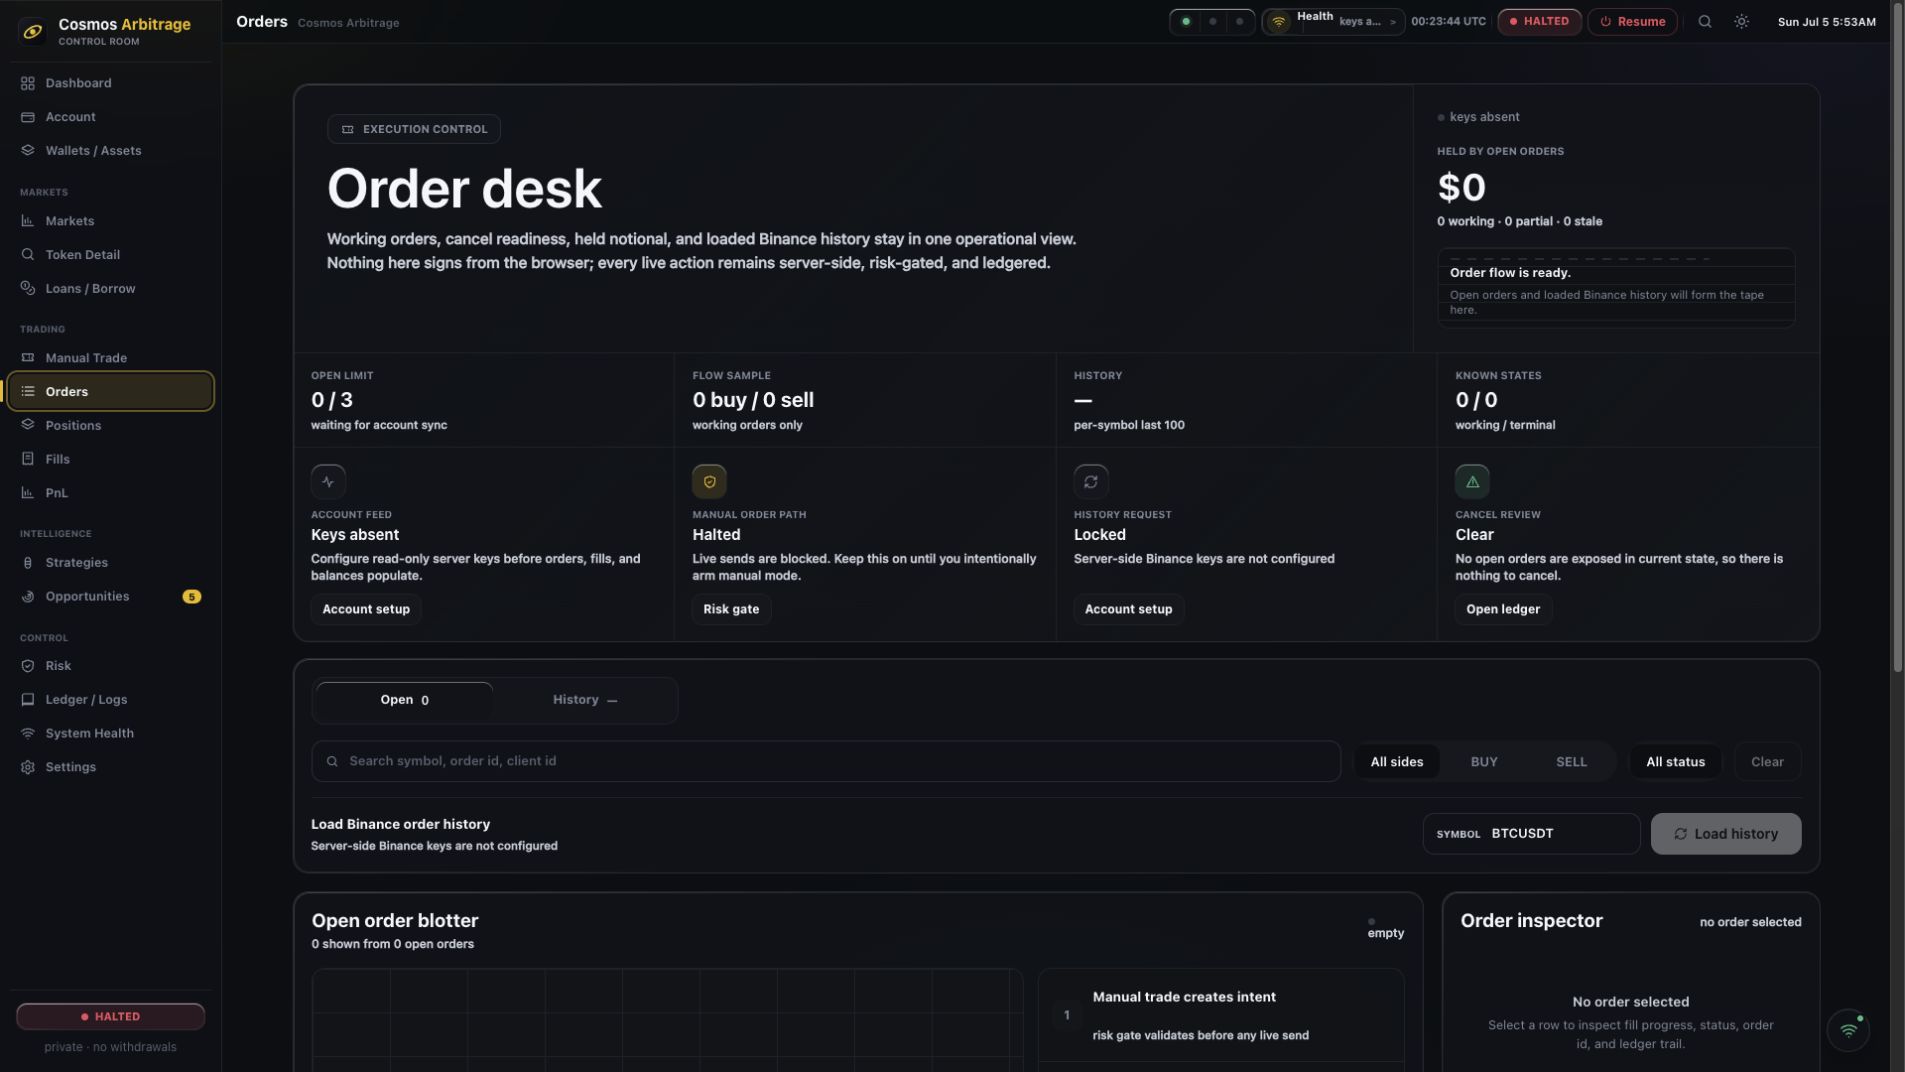 Cosmos Arbitrage
CONTROL ROOM
Dashboard
Account
Wallets / Assets
MARKETS
Markets
Token Detail
Loans / Borrow
TRADING
Manual Trade
Orders
Positions
Fills
PnL
INTELLIGENCE
Strategies
Opportunities 5
CONTROL
Risk
Ledger / Logs
System Health
Settings
HALTED
private · no withdrawals
Orders Cosmos Arbitrage
Health keys a... >
00:23:44 UTC
HALTED
Resume
Sun Jul 5 5:53AM
EXECUTION CONTROL
Order desk
Working orders, cancel readiness, held notional, and loaded Binance history stay in one operational view.
Nothing here signs from the browser; every live action remains server-side, risk-gated, and ledgered.
keys absent
HELD BY OPEN ORDERS
$0
0 working · 0 partial · 0 stale
Order flow is ready.
Open orders and loaded Binance history will form the tape
here.
OPEN LIMIT
0 / 3
waiting for account sync
FLOW SAMPLE
0 buy / 0 sell
working orders only
HISTORY
—
per-symbol last 100
KNOWN STATES
0 / 0
working / terminal
ACCOUNT FEED
Keys absent
Configure read-only server keys before orders, fills, and
balances populate.
Account setup
MANUAL ORDER PATH
Halted
Live sends are blocked. Keep this on until you intentionally
arm manual mode.
Risk gate
HISTORY REQUEST
Locked
Server-side Binance keys are not configured
Account setup
CANCEL REVIEW
Clear
No open orders are exposed in current state, so there is
nothing to cancel.
Open ledger
Open 0
History —
Search symbol, order id, client id
All sides BUY SELL
All status
Clear
Load Binance order history
Server-side Binance keys are not configured
SYMBOL BTCUSDT
Load history
Open order blotter
0 shown from 0 open orders
empty
1
Manual trade creates intent
risk gate validates before any live send
Order inspector
no order selected
No order selected
Select a row to inspect fill progress, status, order
id, and ledger trail.